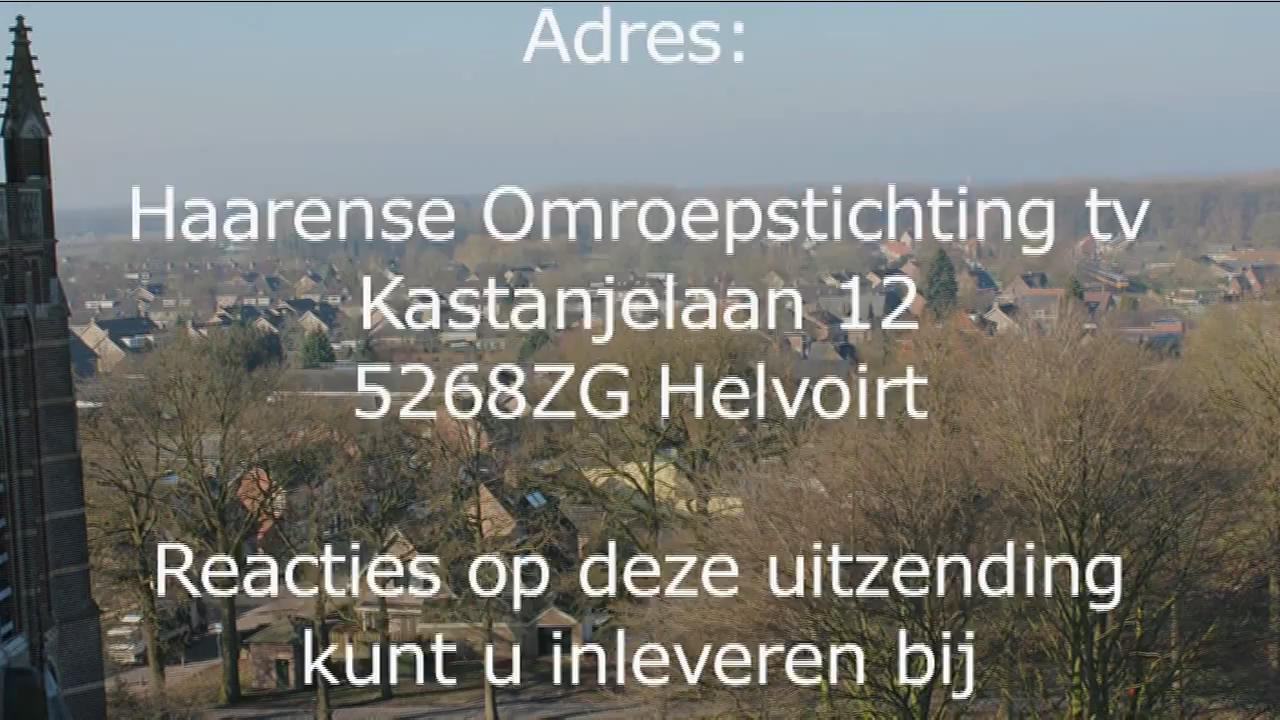 Adres:
Haarense Omroepstichting tv
Kastanjelaan 12
5268ZG Helvoirt
Reacties op deze uitzending
kunt u inleveren bij